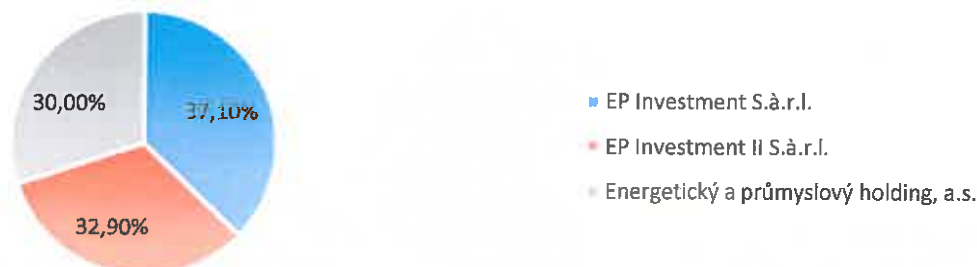 30,00%
37,10%
32,90%
EP Investment S.à.r.l.
EP Investment II S.à.r.l.
Energetický a průmyslový holding, a.s.